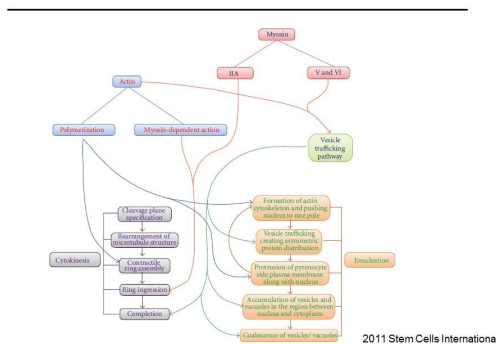 Myosin
IIA
V and VI
Actin
Polymerization
Myosin-dependent action
Vesicle
trafficking
pathway
Cleavage plane
specification
Rearrangement of
microtubule structure
Cytokinesis
Contractile
ring assembly
Ring ingression
Completion
Formation of actin
cytoskeleton and pushing
nucleus to one pole
Vesicle trafficking
creating asymmetric
protein distribution
Protrusion of pyrenocyte
side plasma membrane
along with nucleus
Enucleation
Accumalation of vesicles and
vacuoles in the region between
nucleus and cytoplasm
Coalescence of vesicles/ vacuoles
2011 Stem Cells Internationa